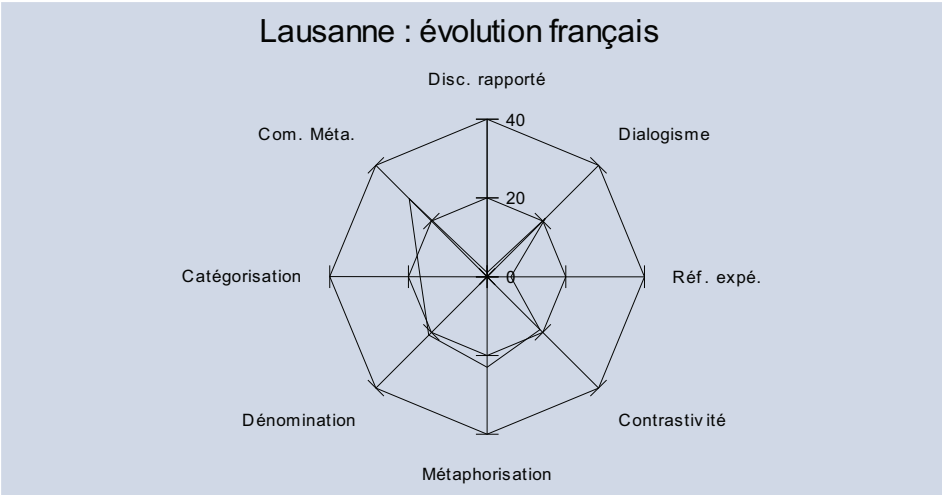 Lausanne : évolution français
Disc. rapporté
40
Com. Méta.
Dialogisme
20
Catégorisation
0
Réf. expé.
Dénomination
Contrastivité
Métaphorisation